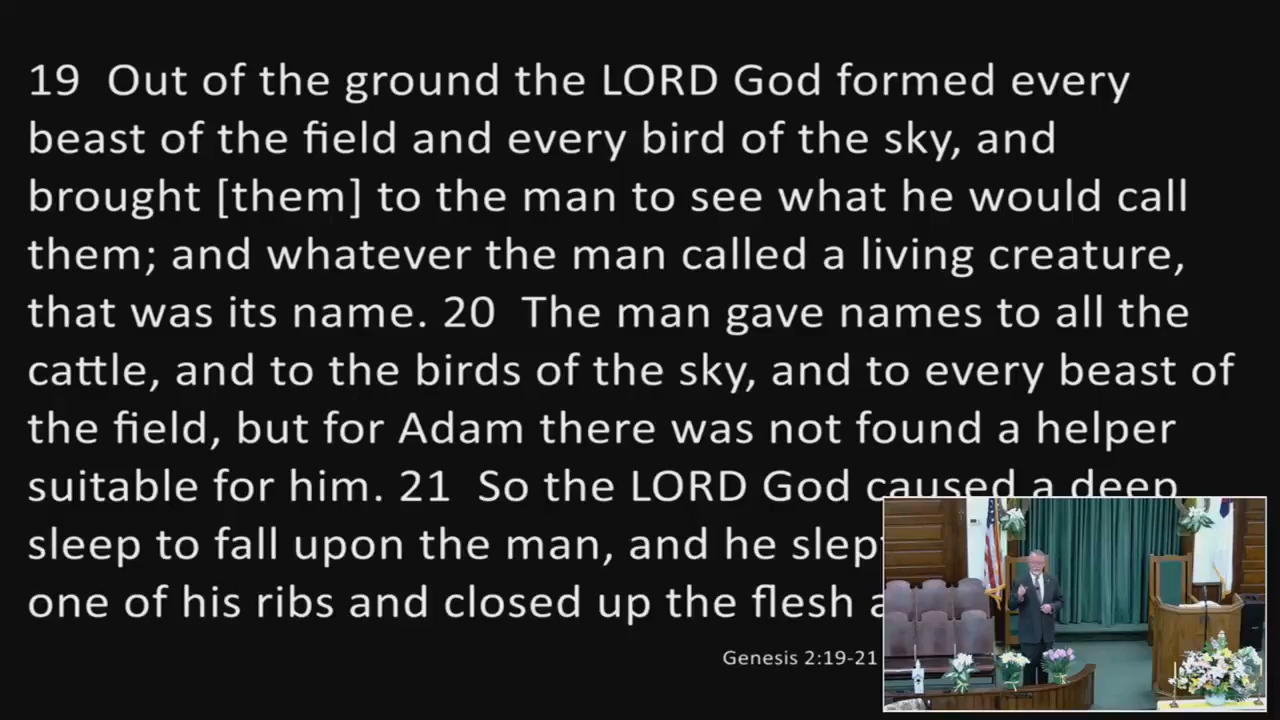 19 Out of the ground the LORD God formed every
beast of the field and every bird of the sky, and
brought [them] to the man to see what he would call
them; and whatever the man called a living creature,
that was its name. 20 The man gave names to all the
cattle, and to the birds of the sky, and to every beast of
the field, but for Adam there was not found a helper
suitable for him. 21 So the LORD God caused a deep
sleep to fall upon the man, and he slept
one of his ribs and closed up the flesh a
Genesis 2:19-21